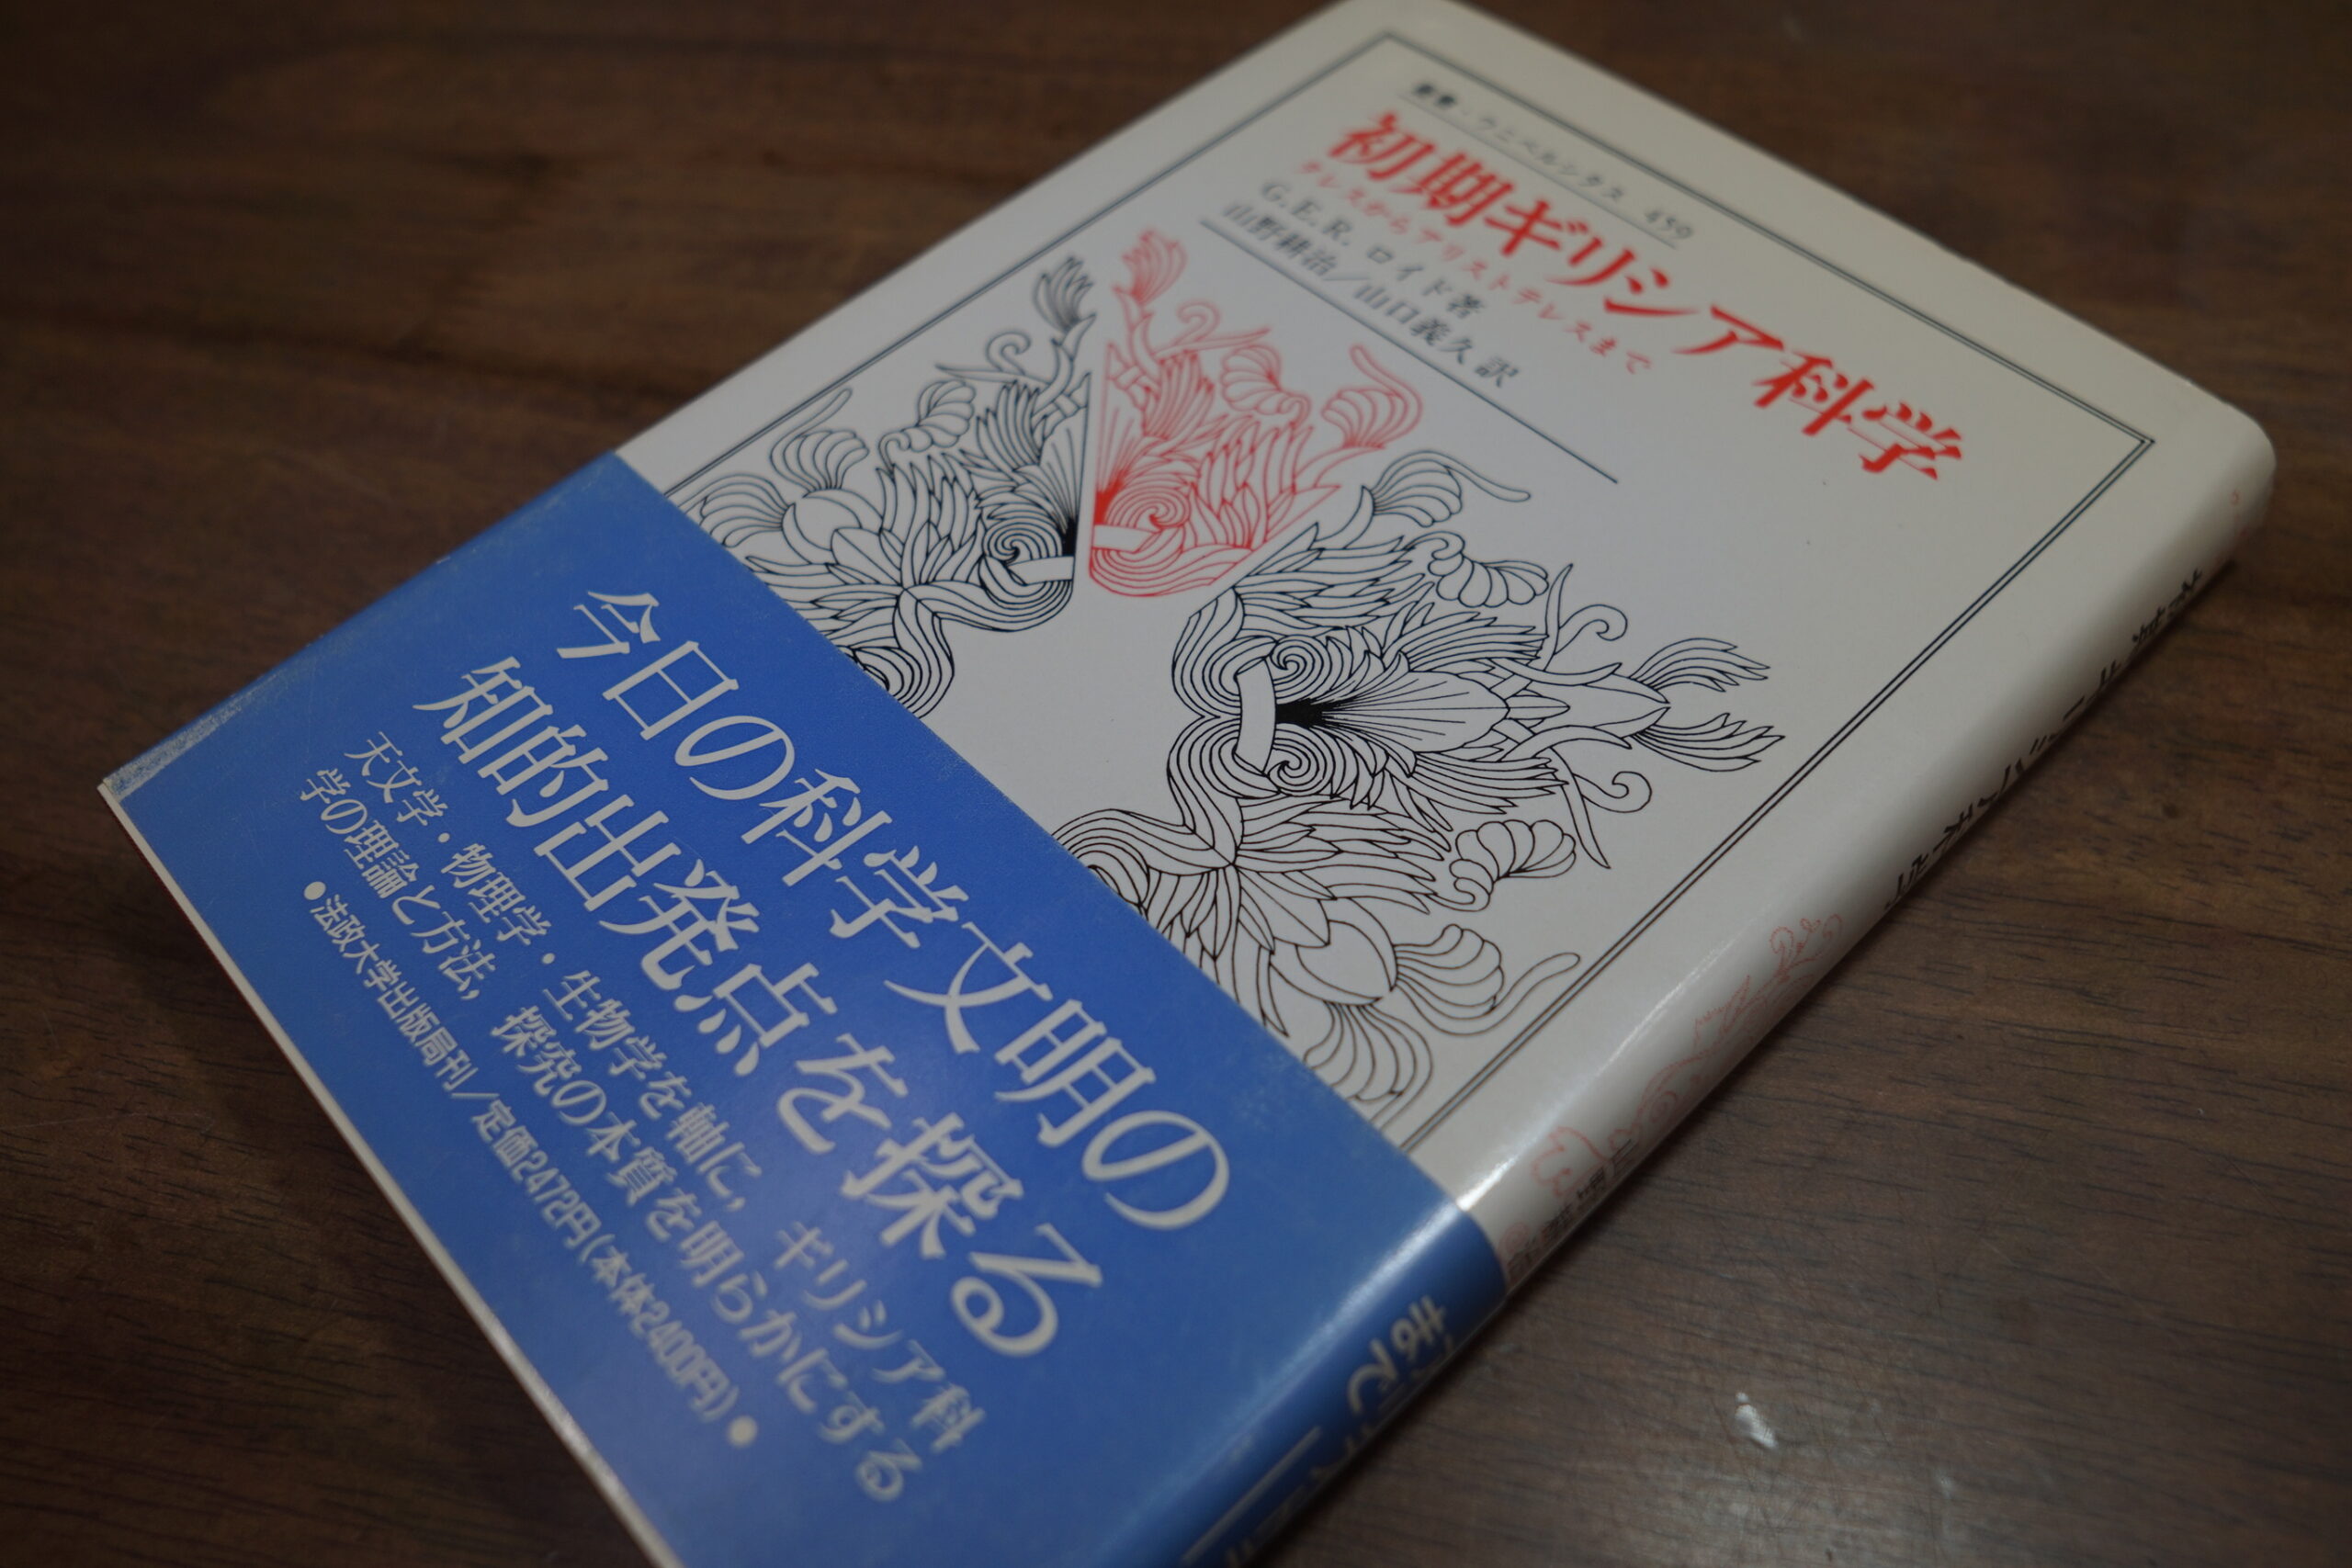 叢書・ウニベルシタス 459
初期ギリシア科学
タレスからアリストテレスまで
G.E.R. ロイド著
山野耕治／山口義久 訳
今日の科学文明の
知的出発点を探る
天文学・物理学・生物学を軸に，ギリシア科
学の理論と方法，探究の本質を明らかにする
●法政大学出版局刊／定価2472円(本体2400円)●
まで